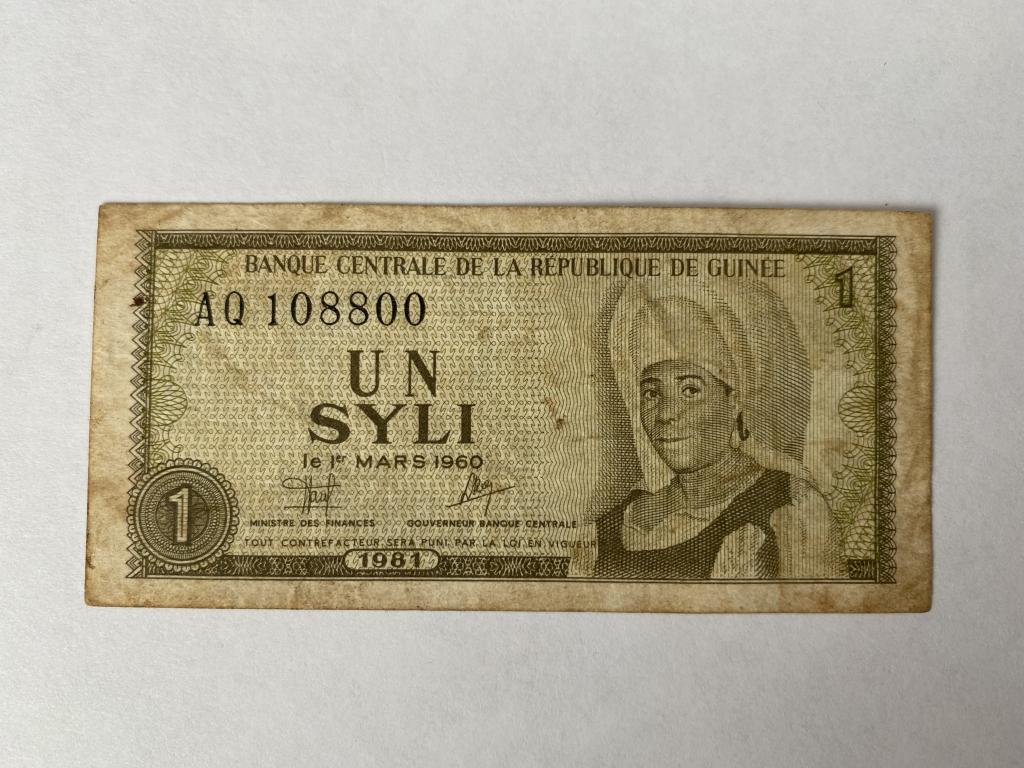 BANQUE CENTRALE DE LA RÉPUBLIQUE DE GUINÉE
1
AQ 108800
UN
SYLI
le 1er MARS 1960
MINISTRE DES FINANCES GOUVERNEUR BANQUE CENTRALE
TOUT CONTREFACTEUR SERA PUNI PAR LA LOI EN VIGUEUR
1
1981